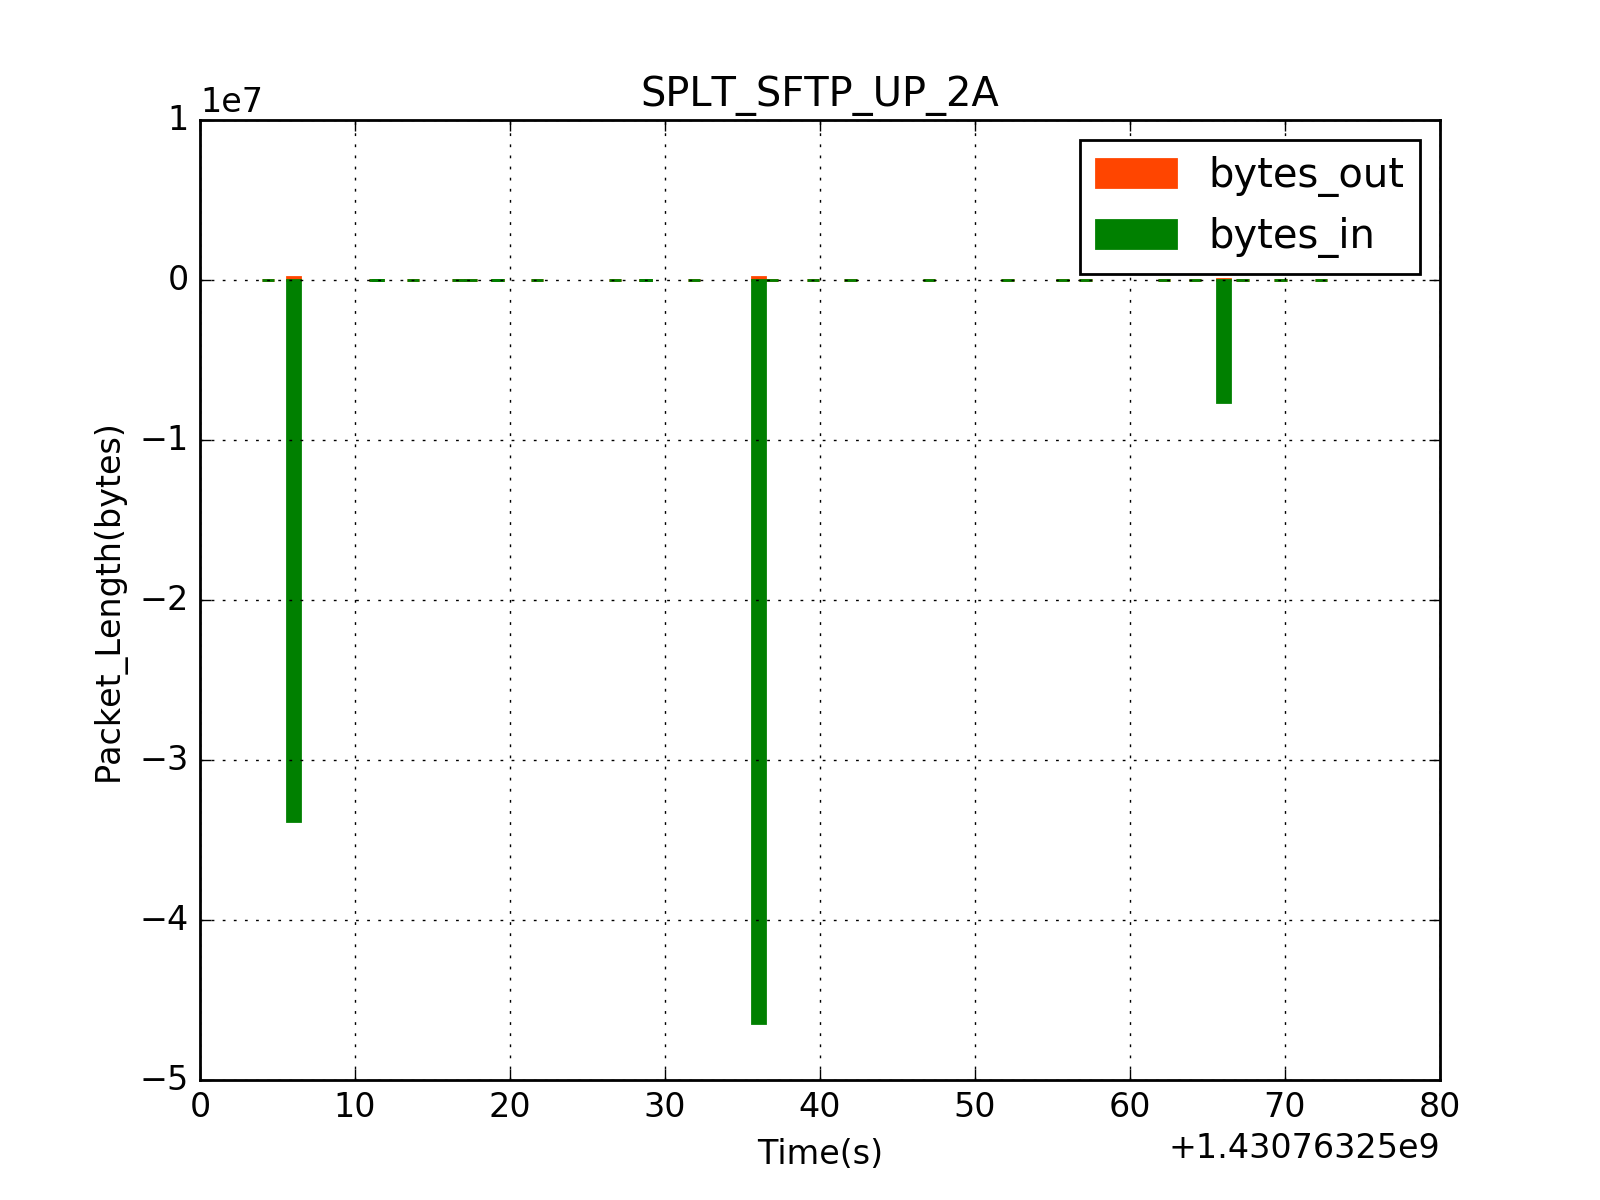 SPLT_SFTP_UP_2A
1e7
1
0
−1
−2
−3
−4
−5
Packet_Length(bytes)
bytes_out
bytes_in
0 10 20 30 40 50 60 70 80
Time(s)
+1.43076325e9